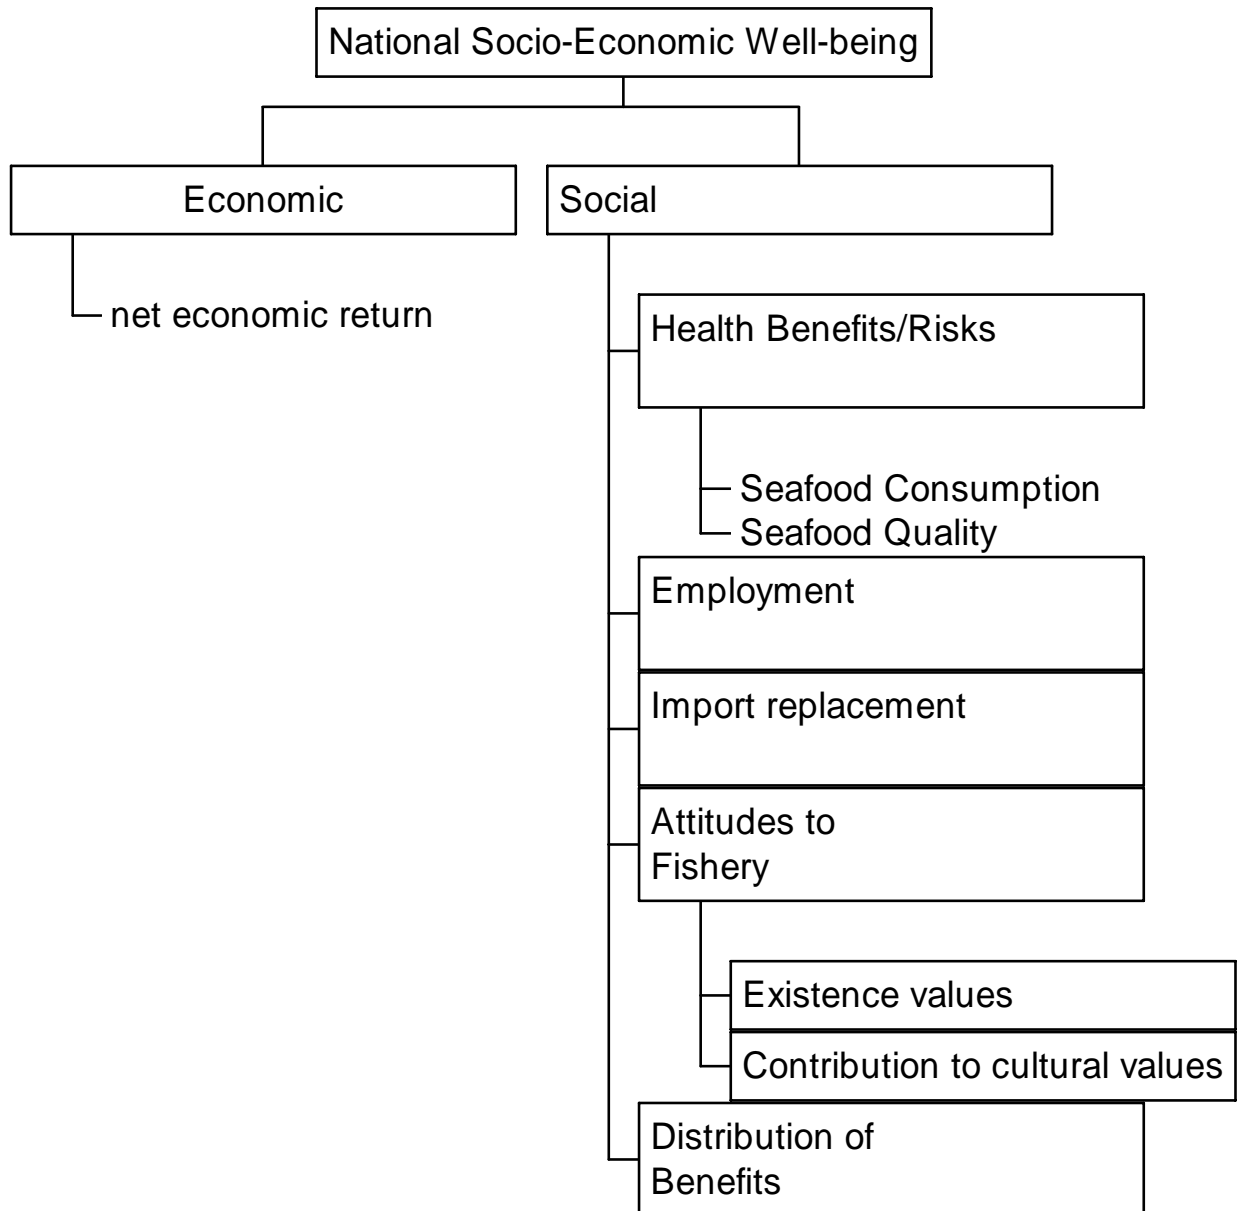 National Socio-Economic Well-being
Economic
Social
net economic return
Health Benefits/Risks
Seafood Consumption
Seafood Quality
Employment
Import replacement
Attitudes to
Fishery
Existence values
Contribution to cultural values
Distribution of
Benefits